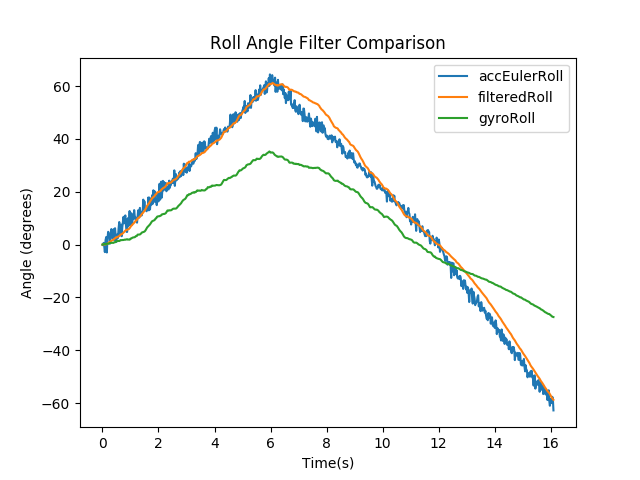 Roll Angle Filter Comparison
accEulerRoll
filteredRoll
gyroRoll
Angle (degrees)
60
40
20
0
−20
−40
−60
0 2 4 6 8 10 12 14 16
Time(s)